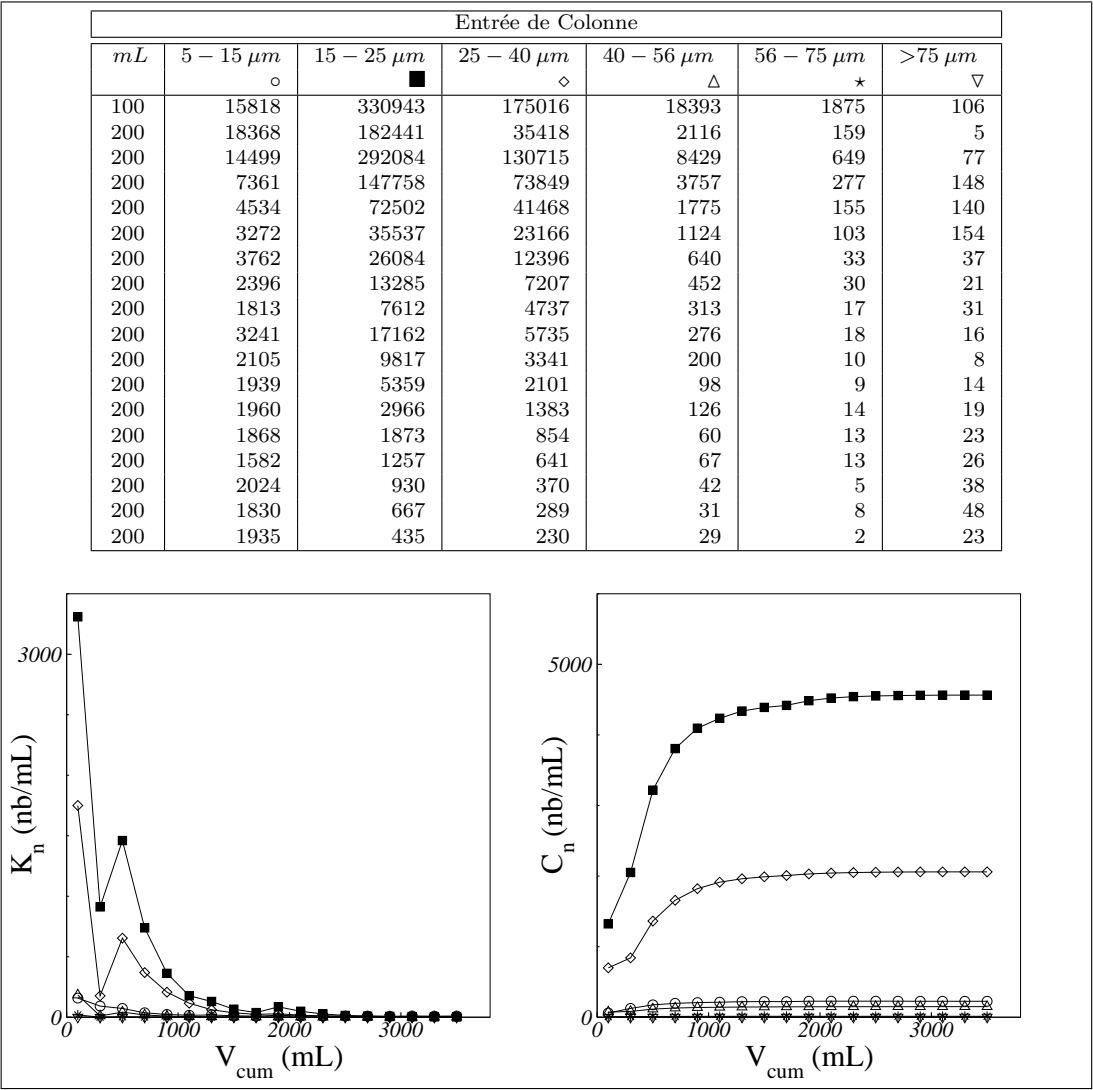 Entrée de Colonne
mL 5 – 15 μm 15 – 25 μm 25 – 40 μm 40 – 56 μm 56 – 75 μm >75 μm
○ ■ ◇ △ ⋆ ▽
100 15818 330943 175016 18393 1875 106
200 18368 182441 35418 2116 159 5
200 14499 292084 130715 8429 649 77
200 7361 147758 73849 3757 277 148
200 4534 72502 41468 1775 155 140
200 3272 35537 23166 1124 103 154
200 3762 26084 12396 640 33 37
200 2396 13285 7207 452 30 21
200 1813 7612 4737 313 17 31
200 3241 17162 5735 276 18 16
200 2105 9817 3341 200 10 8
200 1939 5359 2101 98 9 14
200 1960 2966 1383 126 14 19
200 1868 1873 854 60 13 23
200 1582 1257 641 67 13 26
200 2024 930 370 42 5 38
200 1830 667 289 31 8 48
200 1935 435 230 29 2 23
3000
K_n (nb/mL)
0
0 1000 2000 3000
V_cum (mL)
5000
C_n (nb/mL)
0
0 1000 2000 3000
V_cum (mL)